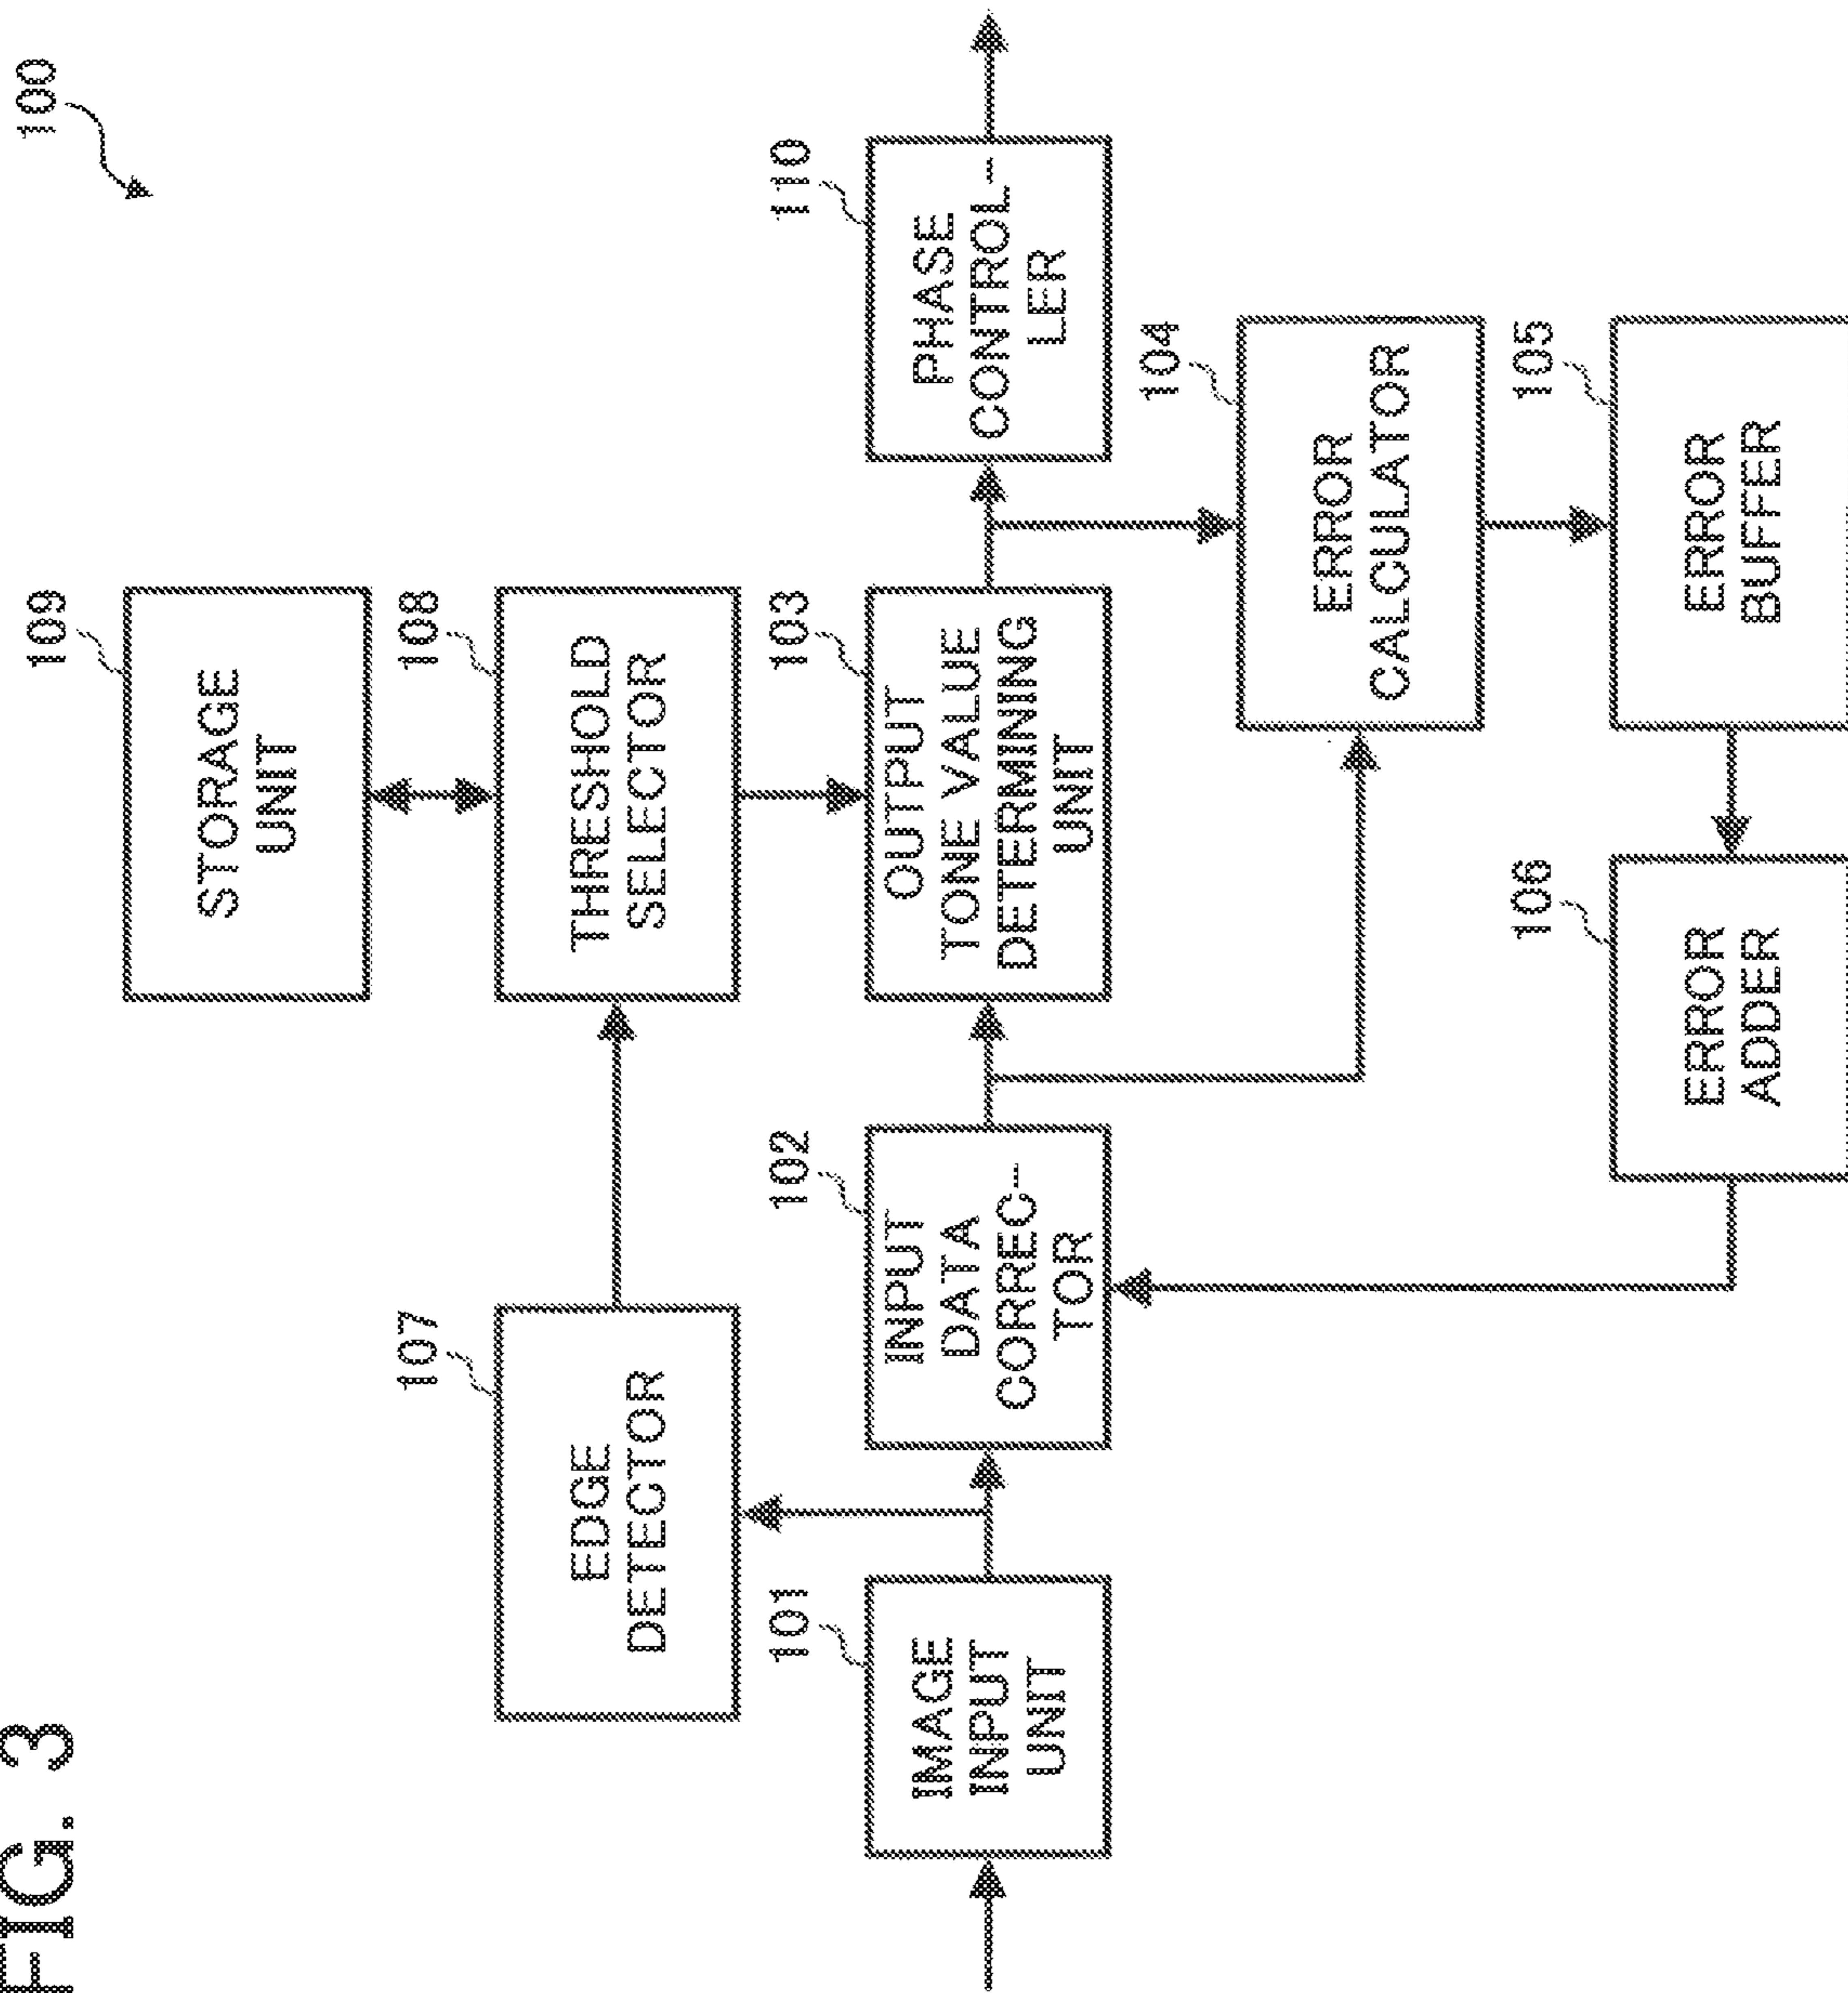 FIG. 3
100
109
STORAGE
UNIT
107
EDGE
DETECTOR
108
THRESHOLD
SELECTOR
101
IMAGE
INPUT
UNIT
102
INPUT
DATA
CORREC-
TOR
103
OUTPUT
TONE VALUE
DETERMINING
UNIT
110
PHASE
CONTROL-
LER
104
ERROR
CALCULATOR
106
ERROR
ADDER
105
ERROR
BUFFER